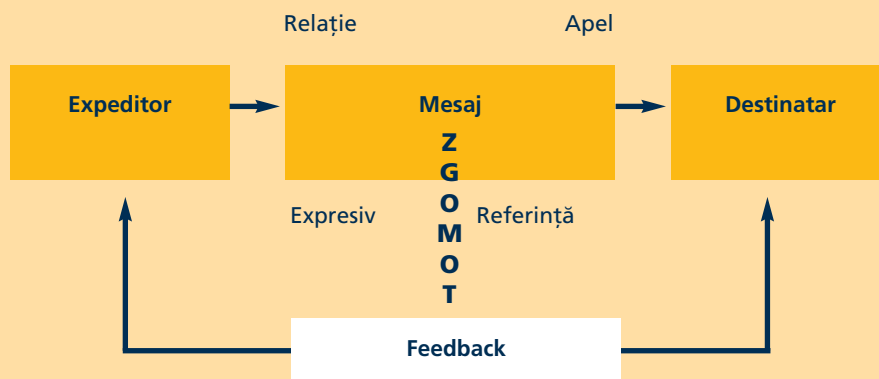 Relație Apel
Expeditor Mesaj Destinatar
Z
G
O
M
O
T
Expresiv Referință
Feedback